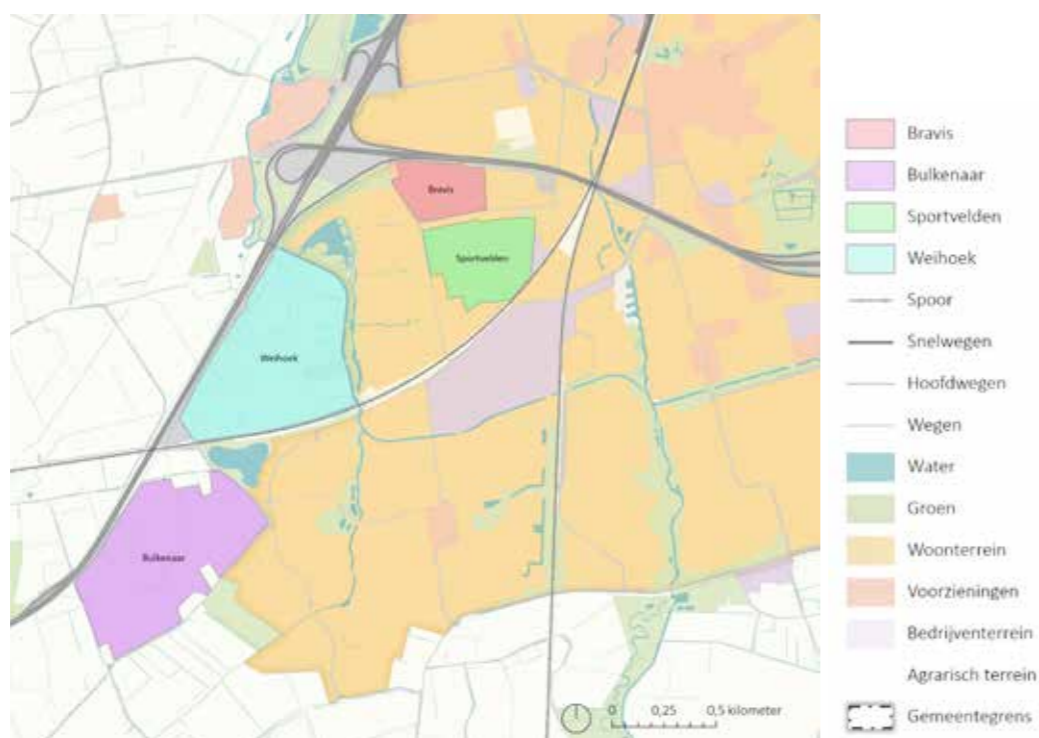 Bravis
Sportvelden
Weihoek
Bulkenaar
0 0,25 0,5 kilometer
Bravis
Bulkenaar
Sportvelden
Weihoek
Spoor
Snelwegen
Hoofdwegen
Wegen
Water
Groen
Woonterrein
Voorzieningen
Bedrijventerrein
Agrarisch terrein
Gemeentegrens